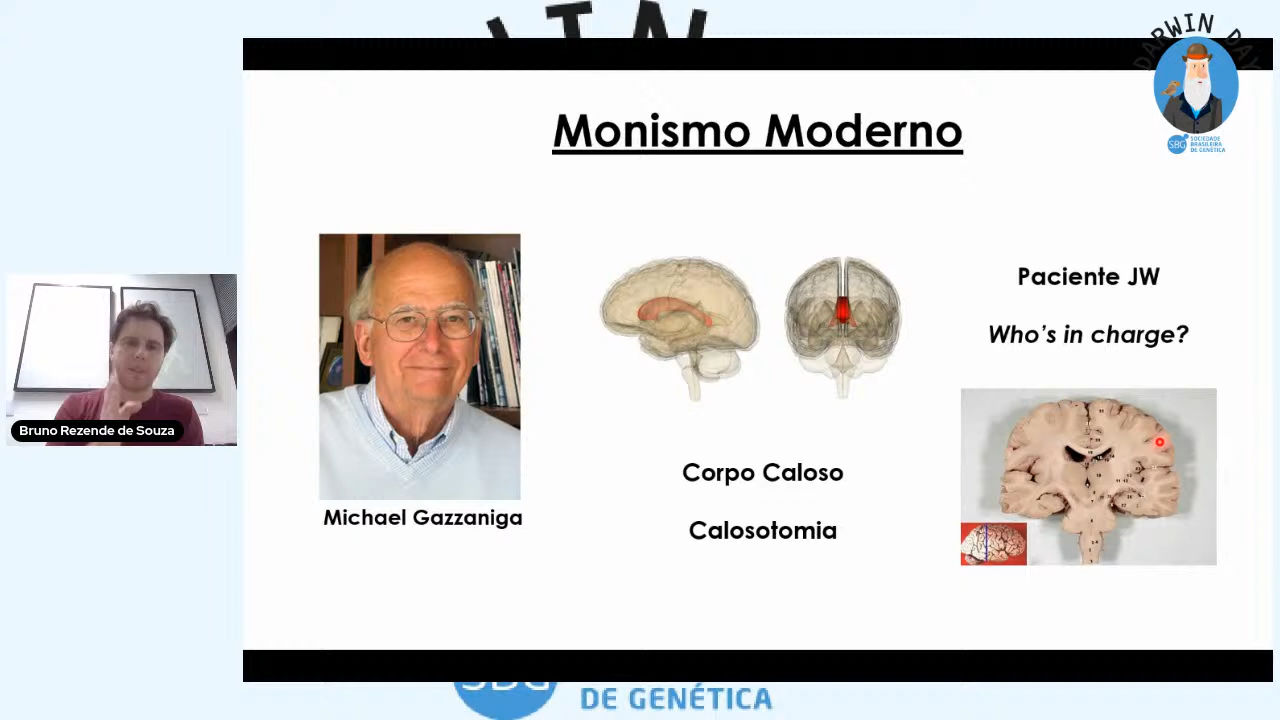 DARWIN DAY
SBG
SOCIEDADE
BRASILEIRA
DE GENÉTICA
Monismo Moderno
Paciente JW
Who's in charge?
Bruno Rezende de Souza
Michael Gazzaniga
Corpo Caloso
Calosotomia
DE GENÉTICA